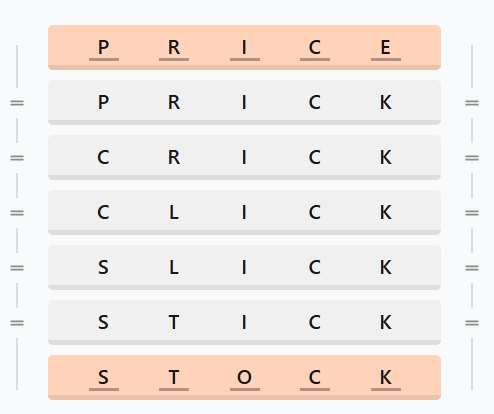 P R I C E
P R I C K
C R I C K
C L I C K
S L I C K
S T I C K
S T O C K